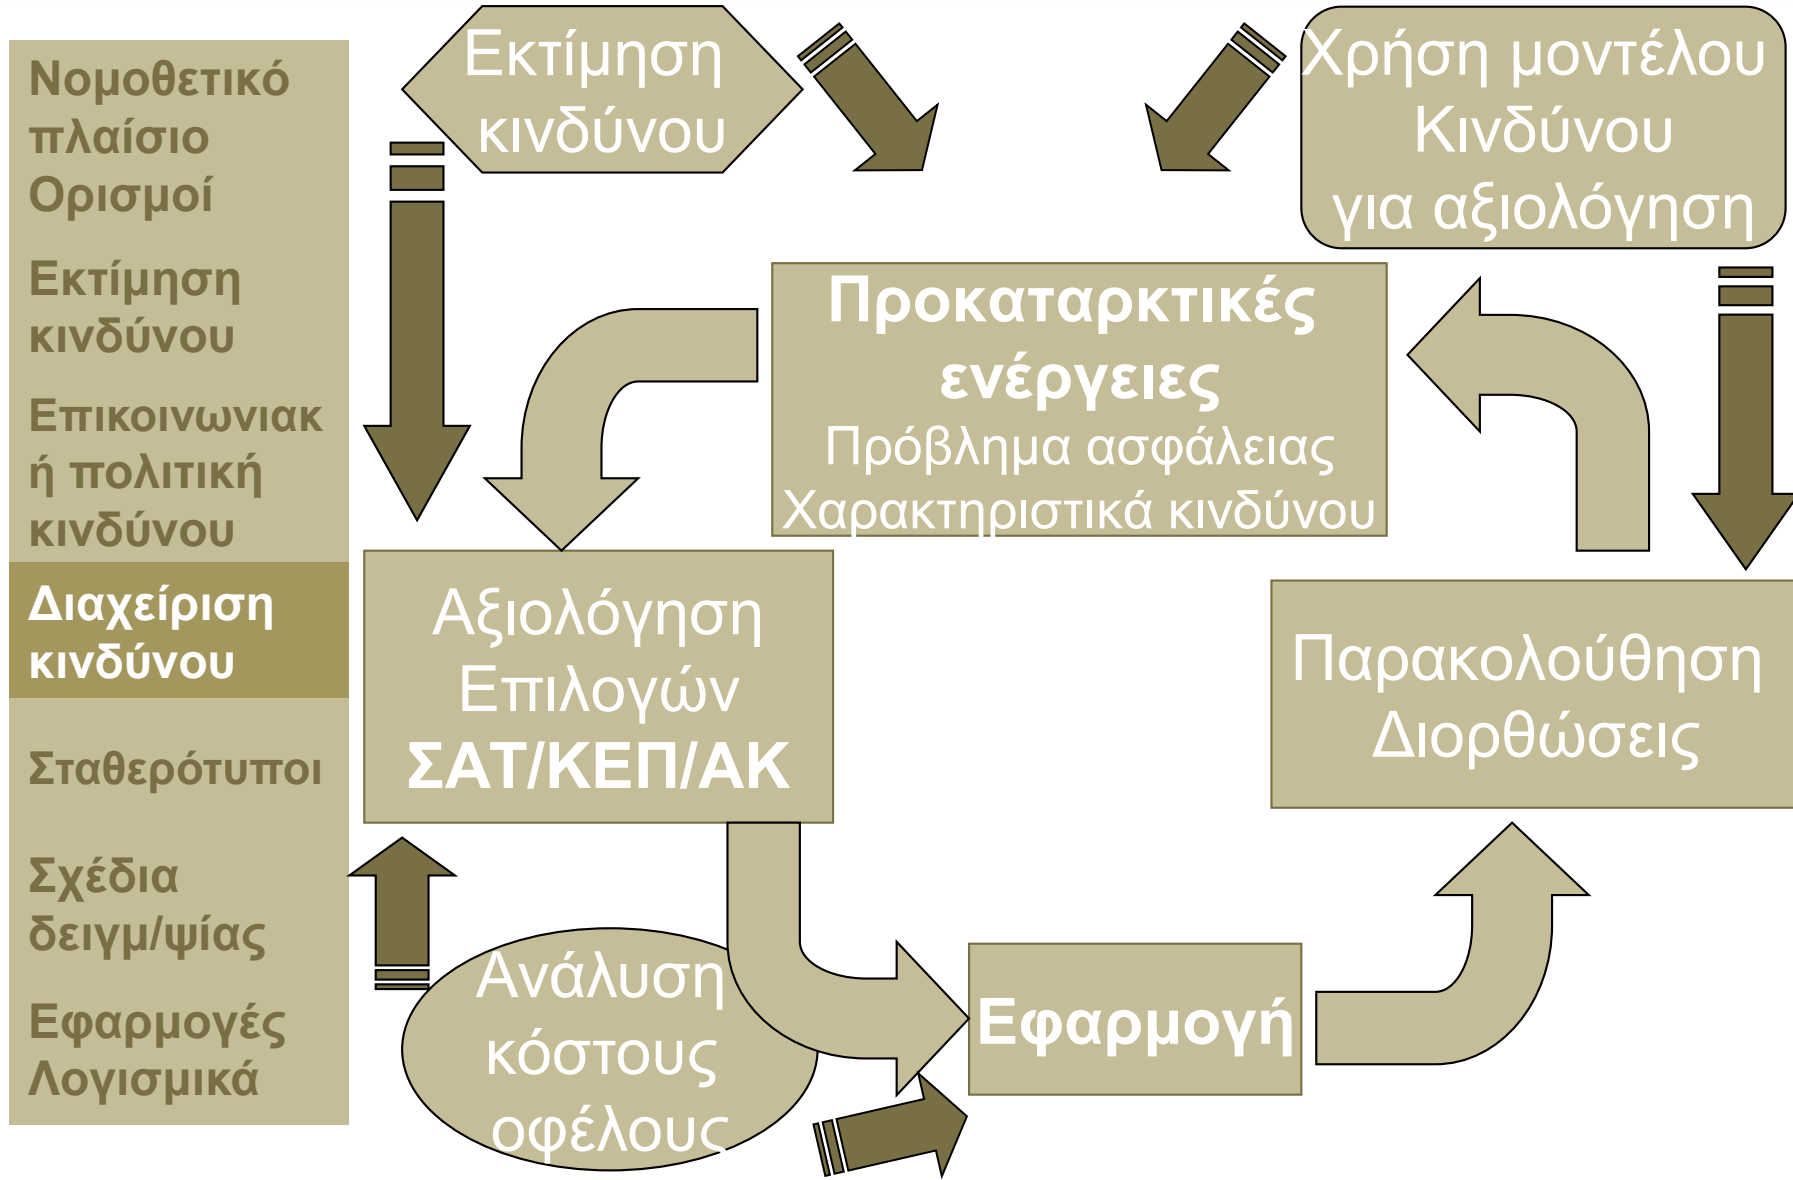 Νομοθετικό
πλαίσιο
Ορισμοί
Εκτίμηση
κινδύνου
Επικοινωνιακ
ή πολιτική
κινδύνου
Διαχείριση
κινδύνου
Σταθερότυποι
Σχέδια
δειγμ/ψίας
Εφαρμογές
Λογισμικά
Εκτίμηση
κινδύνου
Χρήση μοντέλου
Κινδύνου
για αξιολόγηση
Προκαταρκτικές
ενέργειες
Πρόβλημα ασφάλειας
Χαρακτηριστικά κινδύνου
Αξιολόγηση
Επιλογών
ΣΑΤ/ΚΕΠ/ΑΚ
Παρακολούθηση
Διορθώσεις
Ανάλυση
κόστους
οφέλους
Εφαρμογή